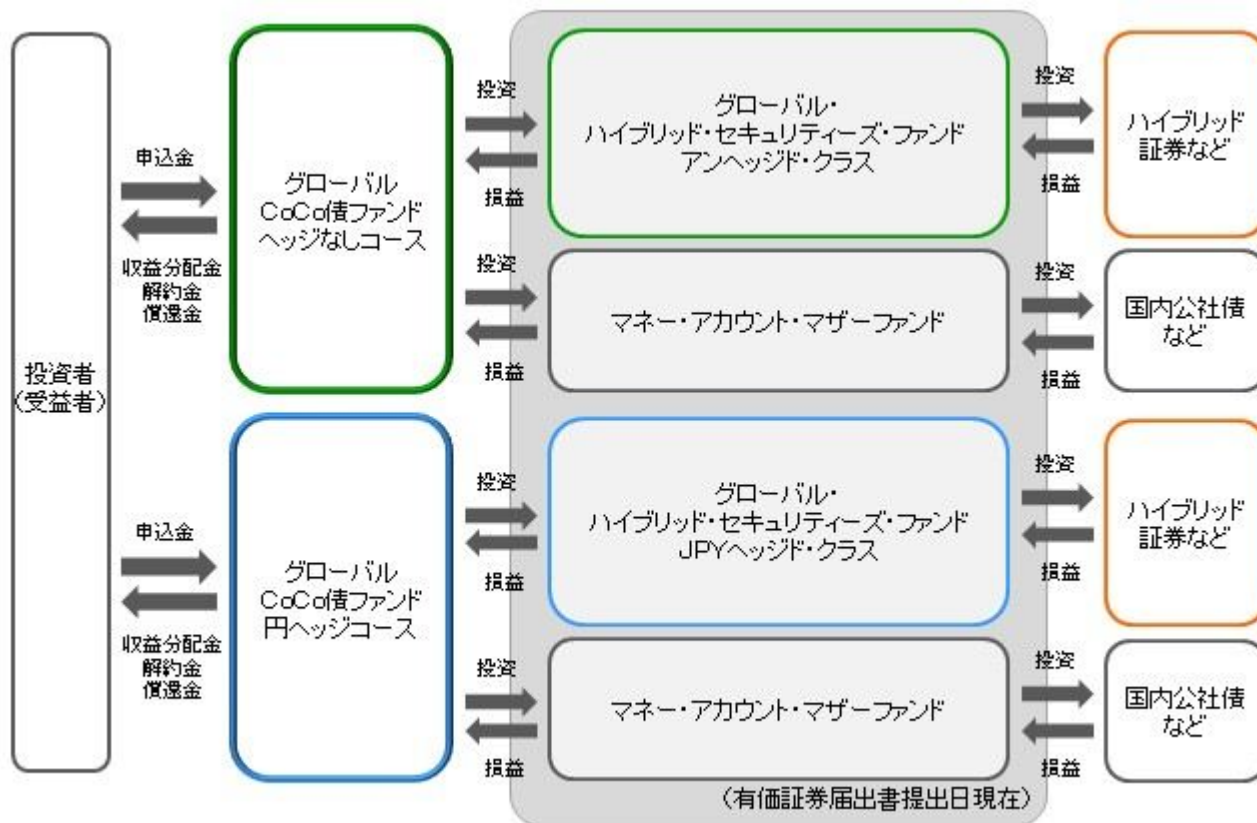 投資者
(受益者)
申込金
収益分配金
解約金
償還金
グローバル
CoCo債ファンド
ヘッジなしコース
投資
損益
グローバル・
ハイブリッド・セキュリティーズ・ファンド
アンヘッジド・クラス
投資
損益
ハイブリッド
証券など
投資
損益
マネー・アカウント・マザーファンド
投資
損益
国内公社債
など
申込金
収益分配金
解約金
償還金
グローバル
CoCo債ファンド
円ヘッジコース
投資
損益
グローバル・
ハイブリッド・セキュリティーズ・ファンド
JPYヘッジド・クラス
投資
損益
ハイブリッド
証券など
投資
損益
マネー・アカウント・マザーファンド
投資
損益
国内公社債
など
(有価証券届出書提出日現在)